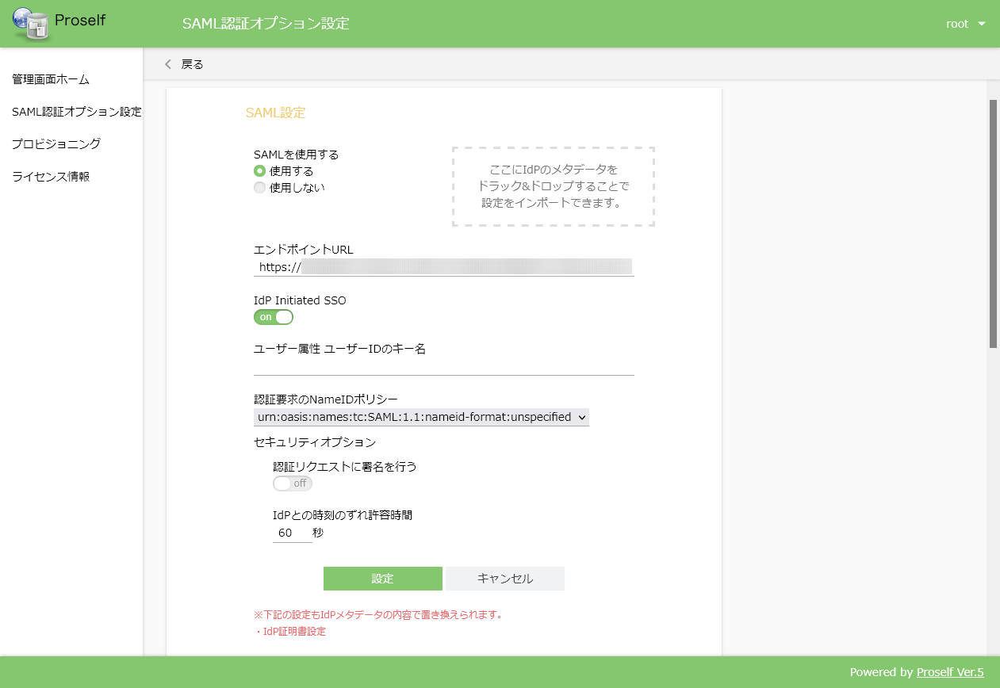 Proself
SAML認証オプション設定
root
管理画面ホーム
SAML認証オプション設定
プロビジョニング
ライセンス情報
戻る
SAML設定
SAMLを使用する
使用する
使用しない
ここにIdPのメタデータを
ドラック&ドロップすることで
設定をインポートできます。
エンドポイントURL
https://
IdP Initiated SSO
on
ユーザー属性 ユーザーIDのキー名
認証要求のNameIDポリシー
urn:oasis:names:tc:SAML:1.1:nameid-format:unspecified
セキュリティオプション
認証リクエストに署名を行う
off
IdPとの時刻のずれ許容時間
60 秒
設定
キャンセル
※下記の設定もIdPメタデータの内容で置き換えられます。
・IdP証明書設定
Powered by Proself Ver.5